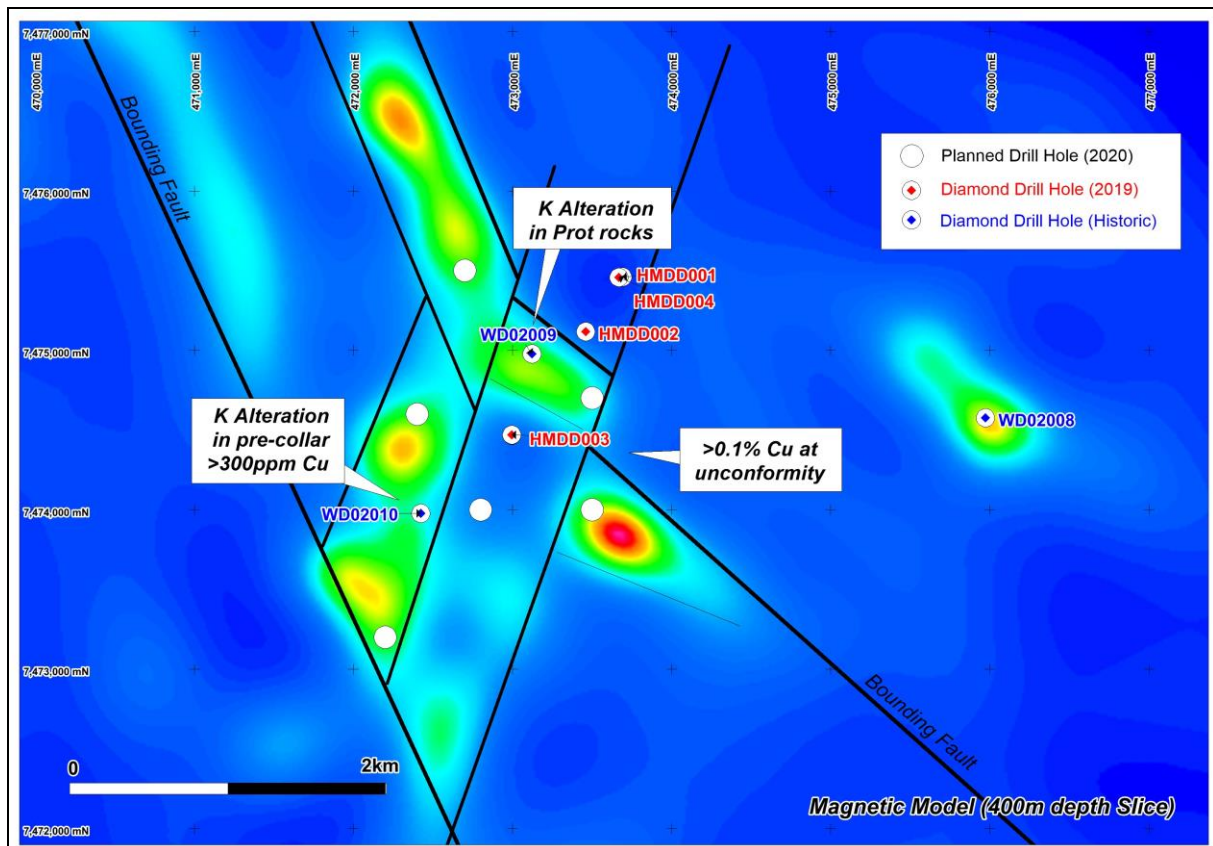 7,477,000 mN
470,000 mE
471,000 mE
472,000 mE
473,000 mE
474,000 mE
475,000 mE
476,000 mE
477,000 mE
Bounding Fault
Planned Drill Hole (2020)
Diamond Drill Hole (2019)
Diamond Drill Hole (Historic)
7,476,000 mN
K Alteration
in Prot rocks
HMDD001
HMDD004
WD02009
HMDD002
7,475,000 mN
K Alteration
in pre-collar
>300ppm Cu
HMDD003
>0.1% Cu at
unconformity
WD02008
7,474,000 mN
WD02010
7,473,000 mN
Bounding Fault
0
2km
Magnetic Model (400m depth Slice)
7,472,000 mN